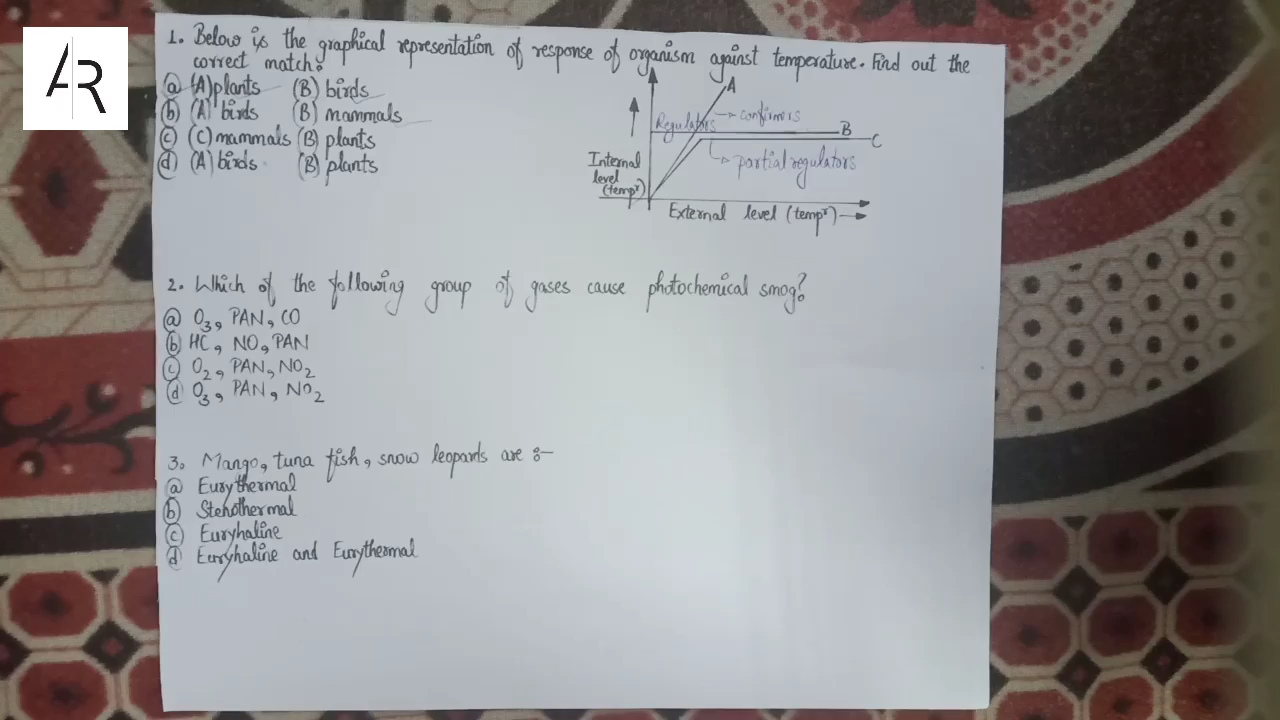 AR
1. Below is the graphical representation of response of organism against temperature. Find out the
correct match:
(a) (A) plants (B) birds
(b) (A) birds (B) mammals
(c) (C) mammals (B) plants
(d) (A) birds (B) plants
A
Regulators → confirmers
B
C
Internal level (tempr)
→ partial regulators
External level (tempr) →
2. Which of the following group of gases cause photochemical smog?
(a) O3, PAN, CO
(b) HC, NO, PAN
(c) O2, PAN, NO2
(d) O3, PAN, NO2
3. Mango, tuna fish, snow leopards are :-
(a) Eurythermal
(b) Stenothermal
(c) Euryhaline
(d) Euryhaline and Eurythermal